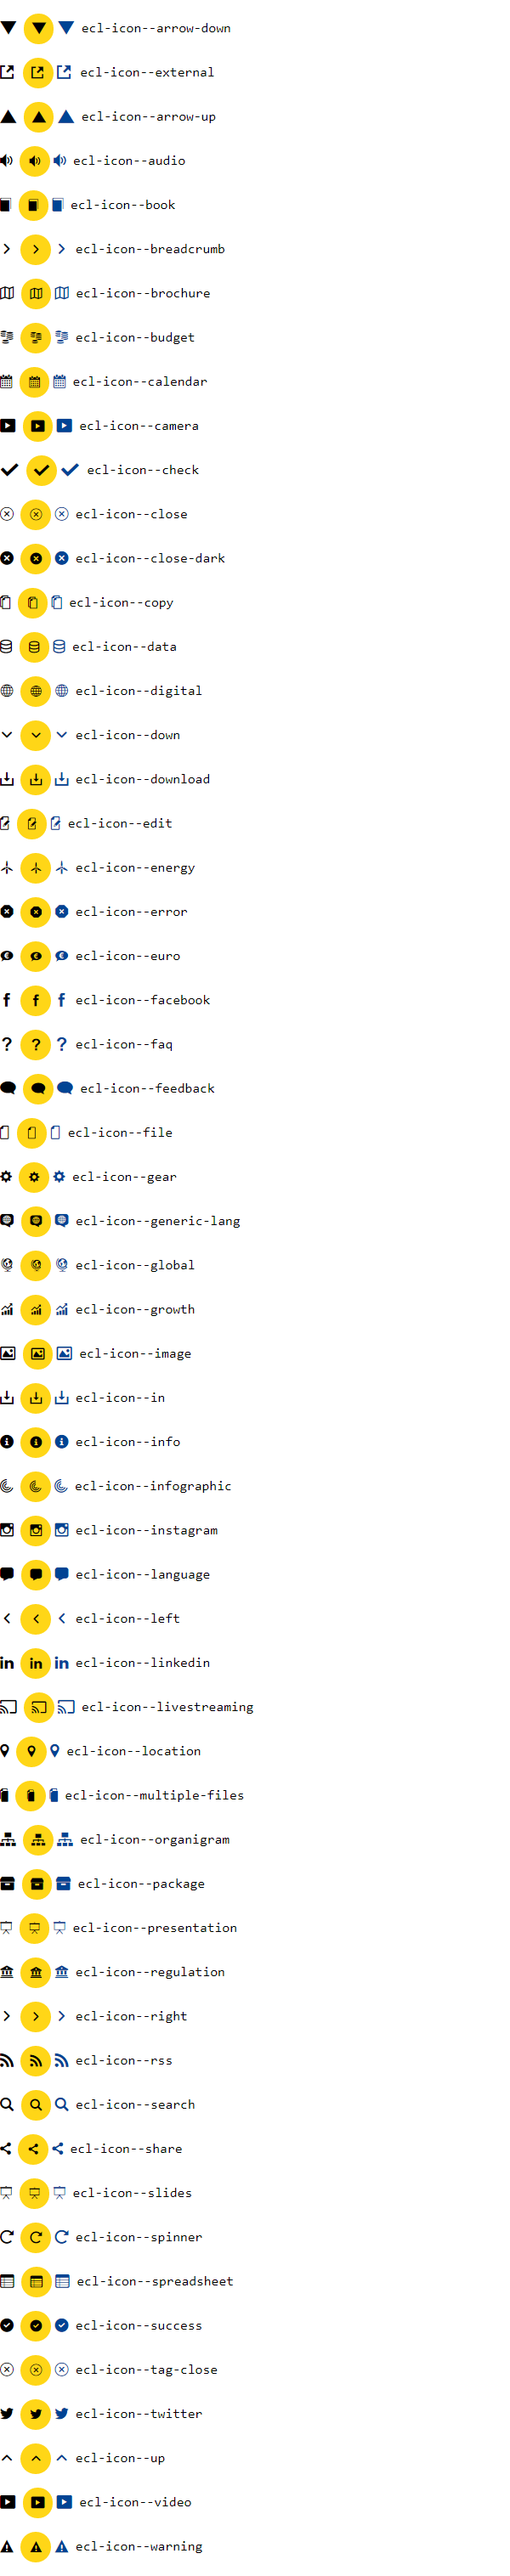 ecl-icon--arrow-down
ecl-icon--external
ecl-icon--arrow-up
ecl-icon--audio
ecl-icon--book
ecl-icon--breadcrumb
ecl-icon--brochure
ecl-icon--budget
ecl-icon--calendar
ecl-icon--camera
ecl-icon--check
ecl-icon--close
ecl-icon--close-dark
ecl-icon--copy
ecl-icon--data
ecl-icon--digital
ecl-icon--down
ecl-icon--download
ecl-icon--edit
ecl-icon--energy
ecl-icon--error
ecl-icon--euro
ecl-icon--facebook
ecl-icon--faq
ecl-icon--feedback
ecl-icon--file
ecl-icon--gear
ecl-icon--generic-lang
ecl-icon--global
ecl-icon--growth
ecl-icon--image
ecl-icon--in
ecl-icon--info
ecl-icon--infographic
ecl-icon--instagram
ecl-icon--language
ecl-icon--left
ecl-icon--linkedin
ecl-icon--livestreaming
ecl-icon--location
ecl-icon--multiple-files
ecl-icon--organigram
ecl-icon--package
ecl-icon--presentation
ecl-icon--regulation
ecl-icon--right
ecl-icon--rss
ecl-icon--search
ecl-icon--share
ecl-icon--slides
ecl-icon--spinner
ecl-icon--spreadsheet
ecl-icon--success
ecl-icon--tag-close
ecl-icon--twitter
ecl-icon--up
ecl-icon--video
ecl-icon--warning